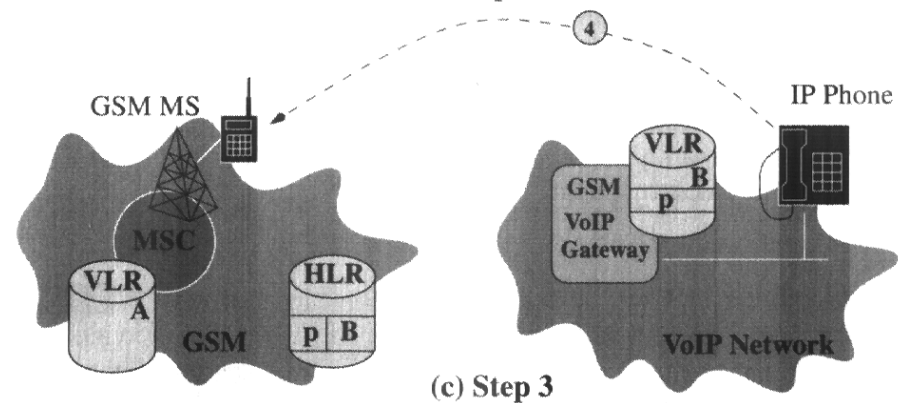 4
GSM MS
IP Phone
VLR
B
p
GSM
VoIP
Gateway
MSC
VLR
A
HLR
p B
GSM
VoIP Network
(c) Step 3